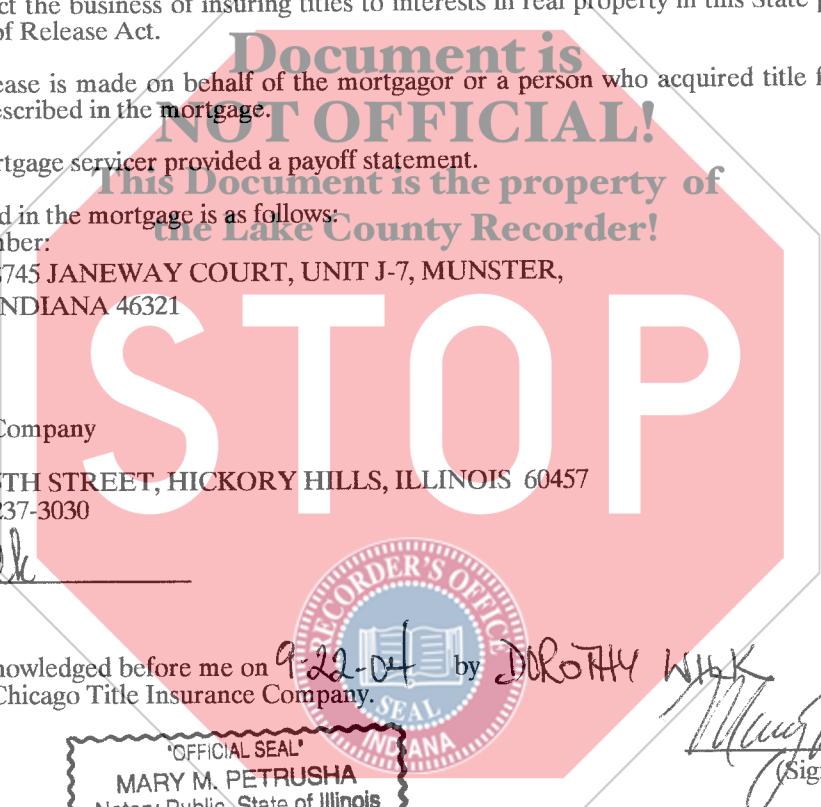 ct the business of insuring titles to interests in real property in this State p
of Release Act.
Document is
ease is made on behalf of the mortgagor or a person who acquired title f
escribed in the mortgage.
NOT OFFICIAL!
rtgage servicer provided a payoff statement.
This Document is the property of
d in the mortgage is as follows:
the Lake County Recorder!
nber:
8745 JANEWAY COURT, UNIT J-7, MUNSTER,
NDIANA 46321
STOP
Company
5TH STREET, HICKORY HILLS, ILLINOIS 60457
237-3030
RECORDER'S OFFICE
nowledged before me on 9-22-04 by DOROTHY
Chicago Title Insurance Company.
SEAL
INDIANA
"OFFICIAL SEAL"
(Sig
MARY M. PETRUSHA
Notary Public, State of Illinois